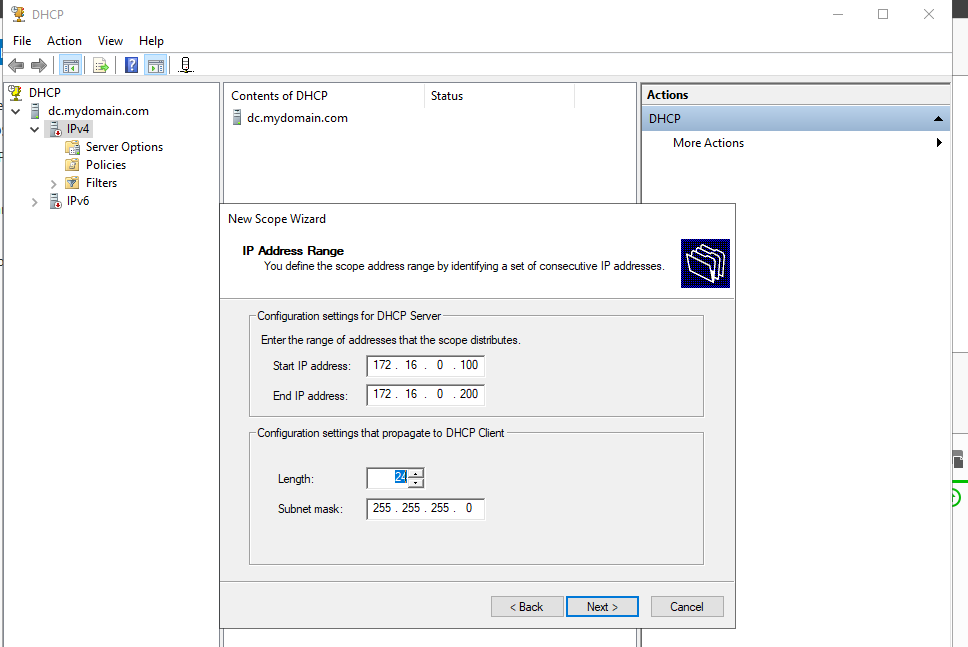 DHCP
File Action View Help
DHCP
dc.mydomain.com
IPv4
Server Options
Policies
Filters
IPv6
Contents of DHCP Status
dc.mydomain.com
Actions
DHCP
More Actions
New Scope Wizard
IP Address Range
You define the scope address range by identifying a set of consecutive IP addresses.
Configuration settings for DHCP Server
Enter the range of addresses that the scope distributes.
Start IP address: 172 . 16 . 0 . 100
End IP address: 172 . 16 . 0 . 200
Configuration settings that propagate to DHCP Client
Length: 24
Subnet mask: 255 . 255 . 255 . 0
< Back Next > Cancel